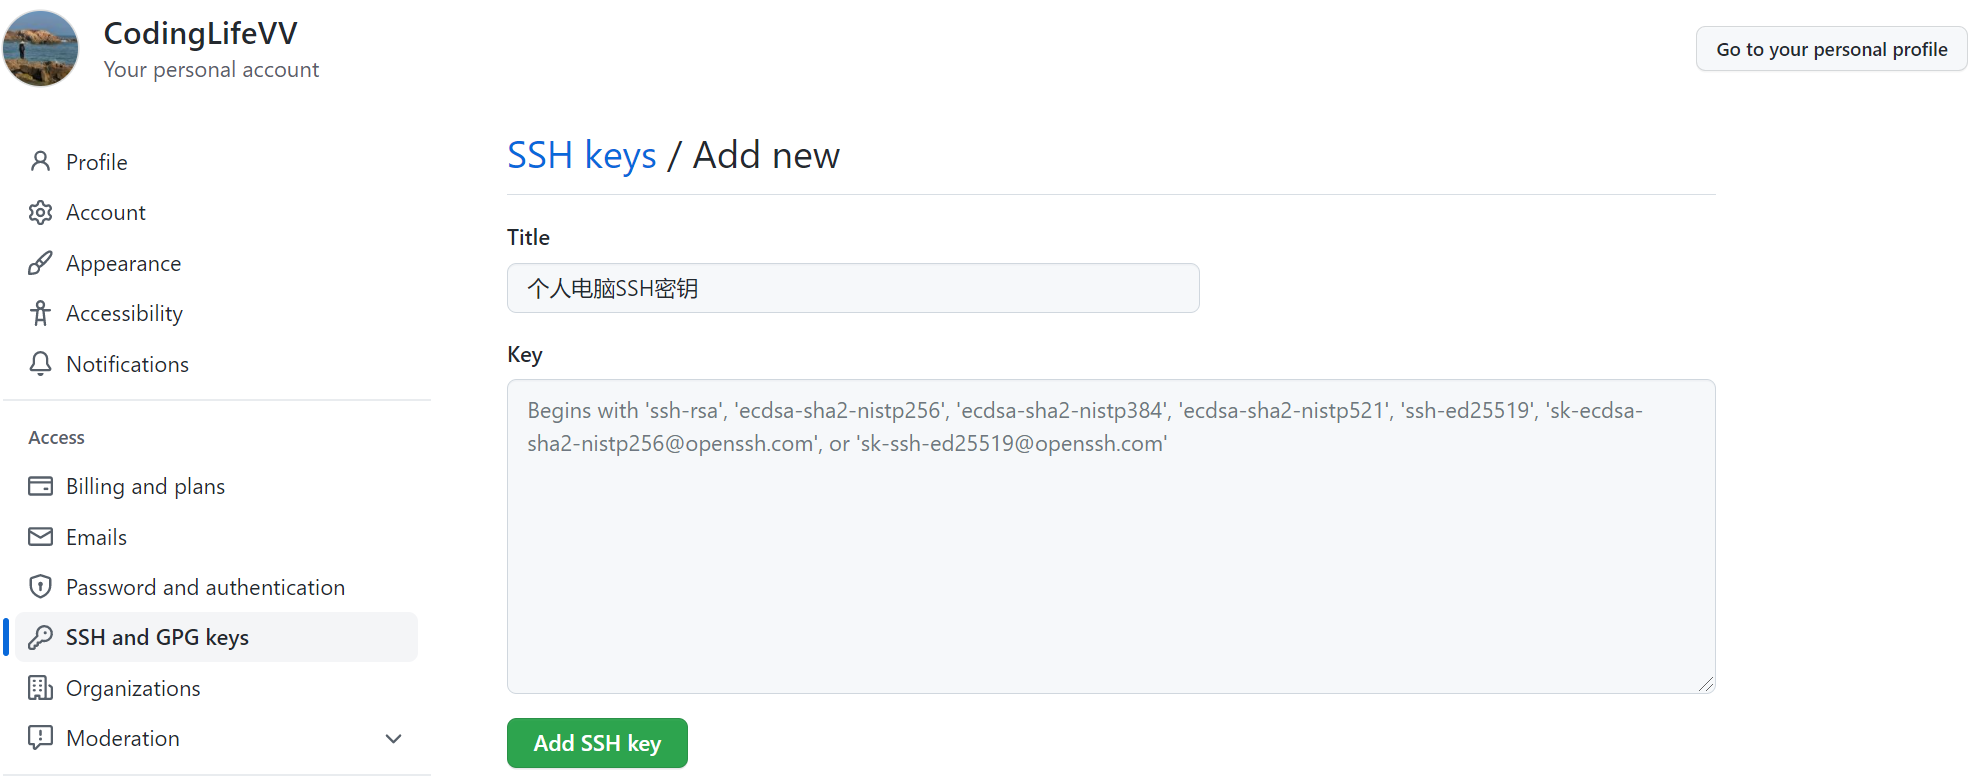 CodingLifeVV
Your personal account
Go to your personal profile
Profile
Account
Appearance
Accessibility
Notifications
Access
Billing and plans
Emails
Password and authentication
SSH and GPG keys
Organizations
Moderation
SSH keys / Add new
Title
个人电脑SSH密钥
Key
Begins with 'ssh-rsa', 'ecdsa-sha2-nistp256', 'ecdsa-sha2-nistp384', 'ecdsa-sha2-nistp521', 'ssh-ed25519', 'sk-ecdsa-
sha2-nistp256@openssh.com', or 'sk-ssh-ed25519@openssh.com'
Add SSH key